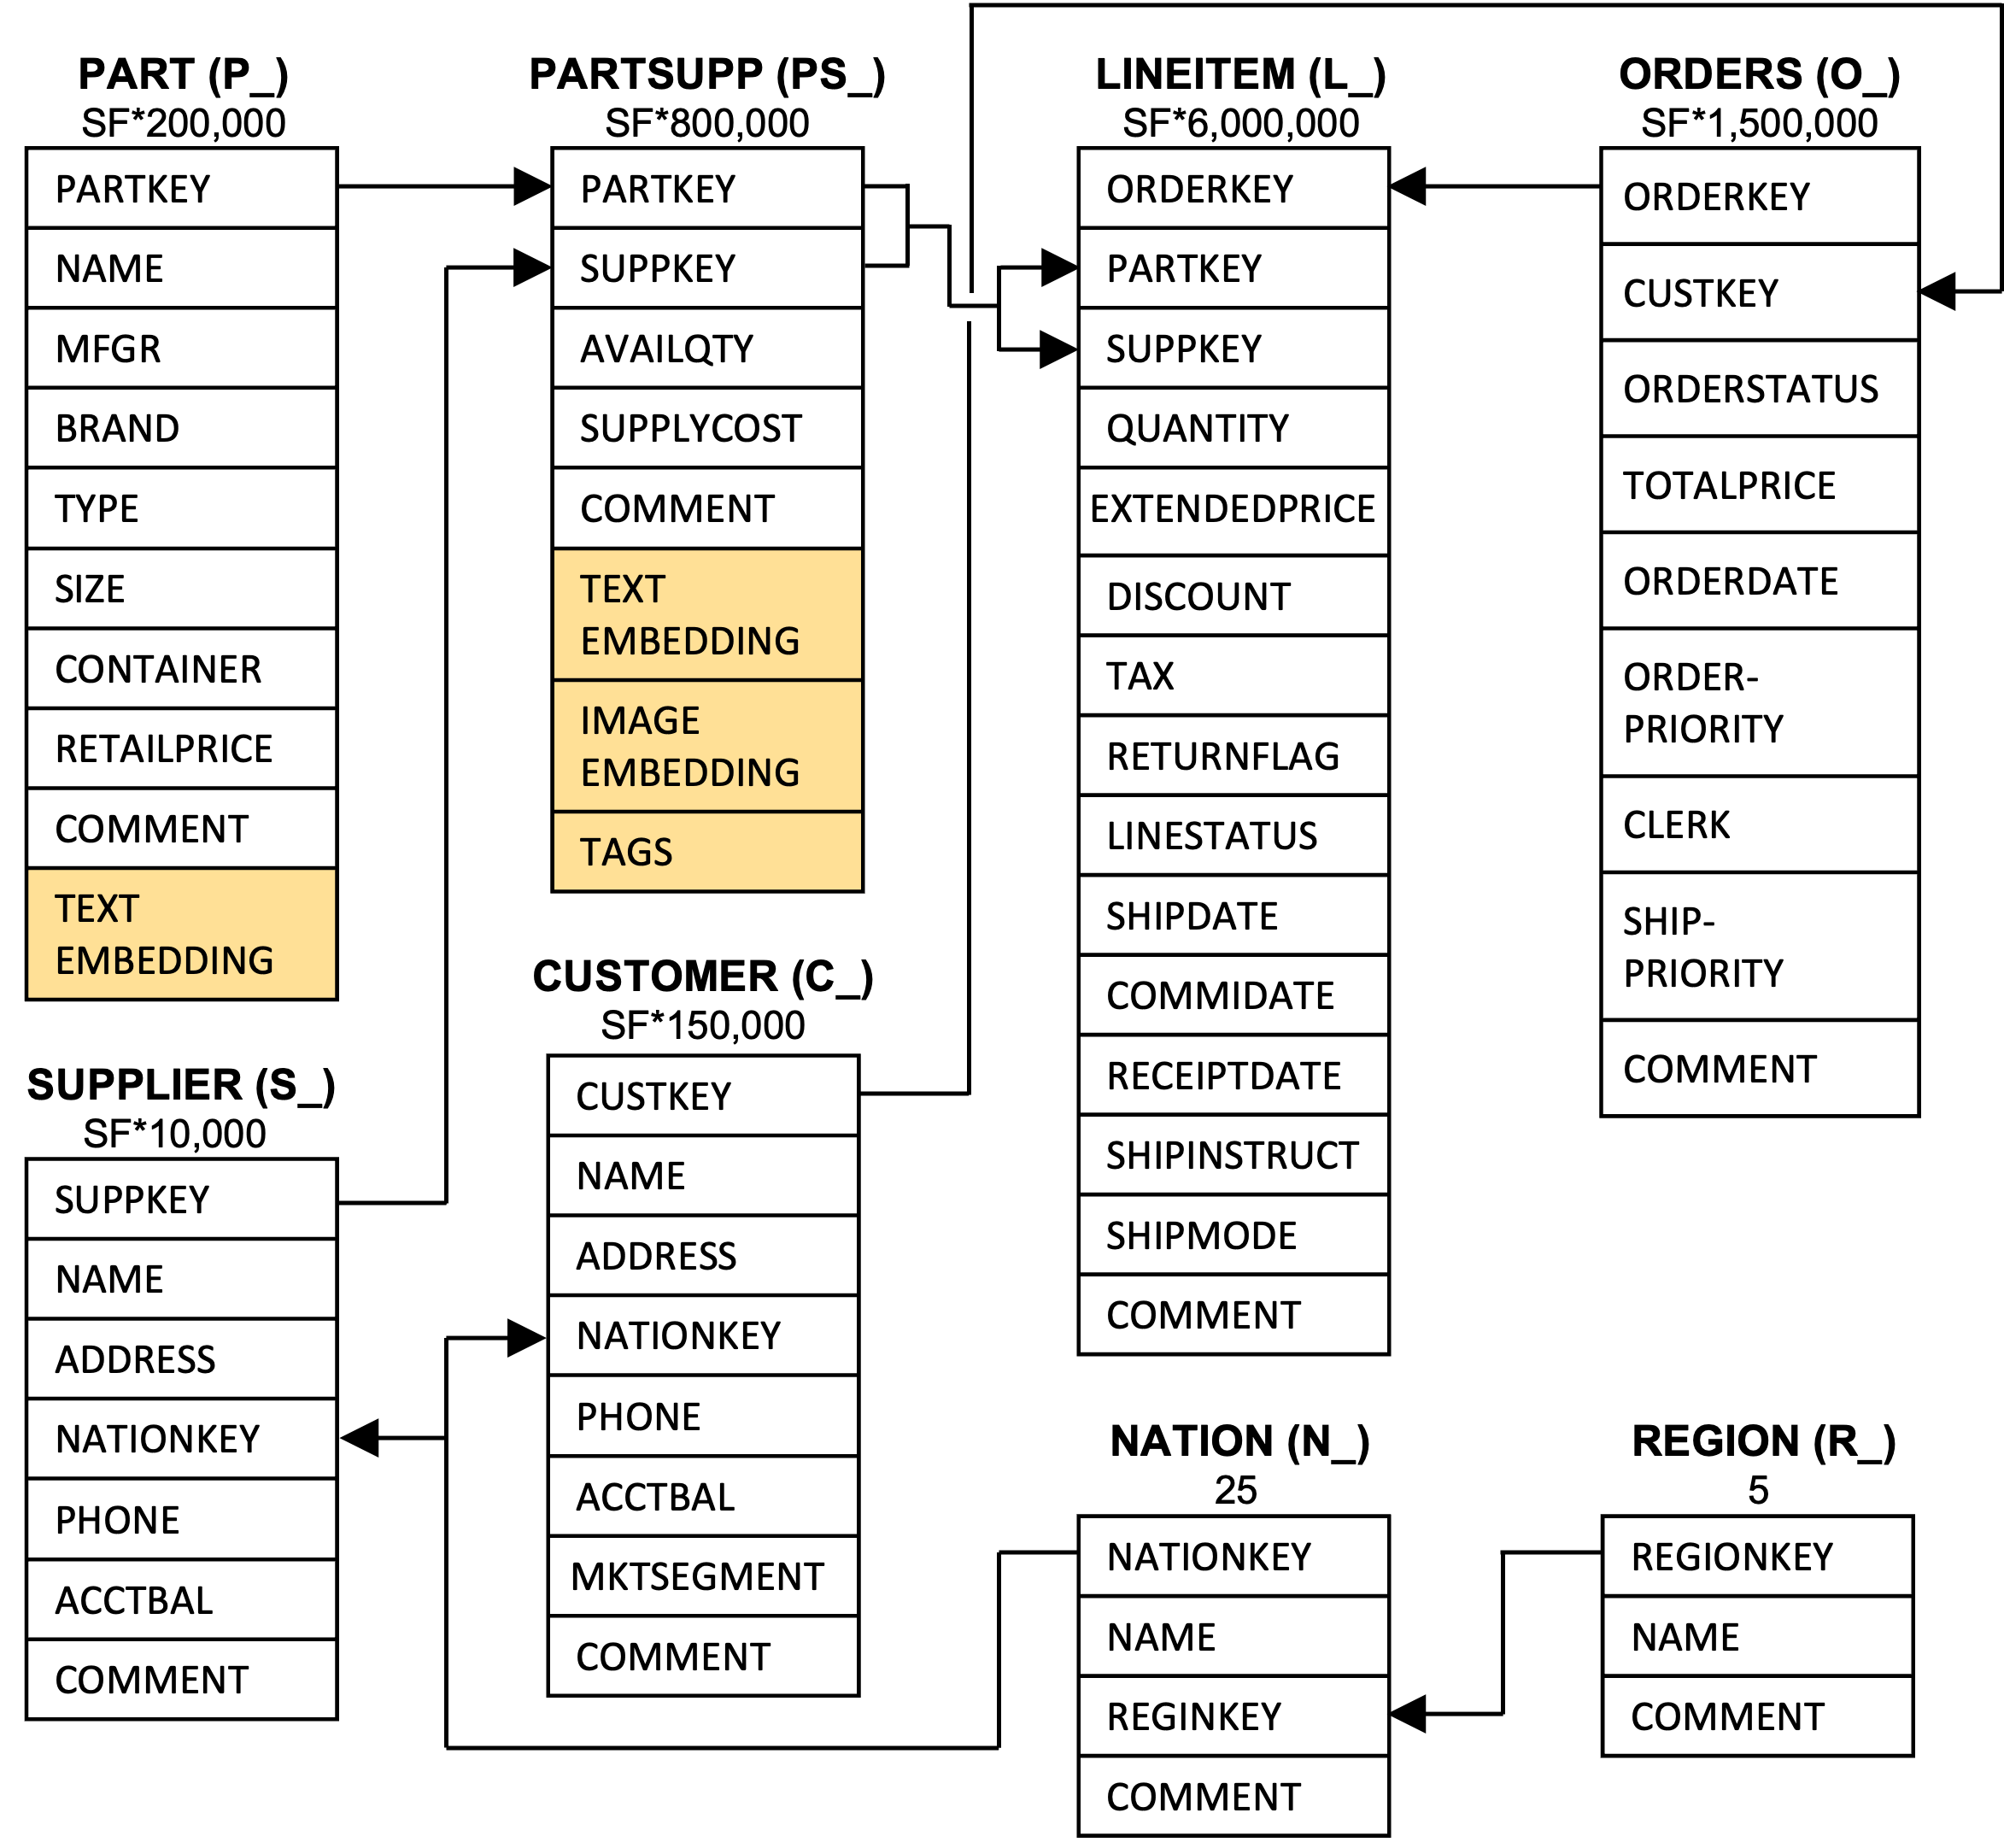 PART (P_)
SF*200,000
PARTKEY
NAME
MFGR
BRAND
TYPE
SIZE
CONTAINER
RETAILPRICE
COMMENT
TEXT
EMBEDDING
PARTSUPP (PS_)
SF*800,000
PARTKEY
SUPPKEY
AVAILQTY
SUPPLYCOST
COMMENT
TEXT
EMBEDDING
IMAGE
EMBEDDING
TAGS
LINEITEM (L_)
SF*6,000,000
ORDERKEY
PARTKEY
SUPPKEY
QUANTITY
EXTENDEDPRICE
DISCOUNT
TAX
RETURNFLAG
LINESTATUS
SHIPDATE
COMMIDATE
RECEIPTDATE
SHIPINSTRUCT
SHIPMODE
COMMENT
ORDERS (O_)
SF*1,500,000
ORDERKEY
CUSTKEY
ORDERSTATUS
TOTALPRICE
ORDERDATE
ORDER-
PRIORITY
CLERK
SHIP-
PRIORITY
COMMENT
SUPPLIER (S_)
SF*10,000
SUPPKEY
NAME
ADDRESS
NATIONKEY
PHONE
ACCTBAL
COMMENT
CUSTOMER (C_)
SF*150,000
CUSTKEY
NAME
ADDRESS
NATIONKEY
PHONE
ACCTBAL
MKTSEGMENT
COMMENT
NATION (N_)
25
NATIONKEY
NAME
REGINKEY
COMMENT
REGION (R_)
5
REGIONKEY
NAME
COMMENT